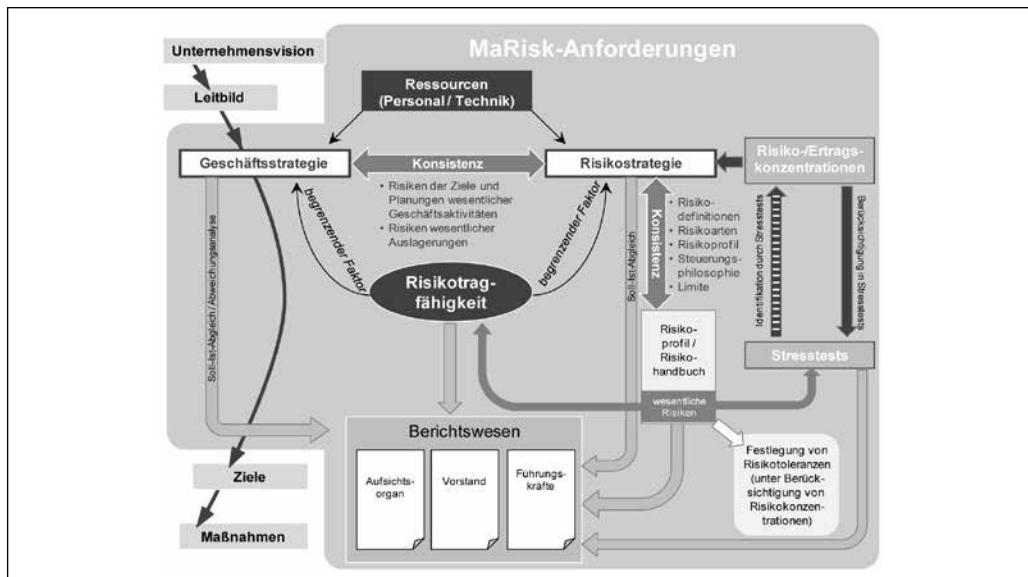 MaRisk-Anforderungen
Unternehmensvision
Leitbild
Ressourcen
(Personal / Technik)
Geschäftsstrategie
Konsistenz
Risikostrategie
Risiko-/Ertrags-
konzentrationen
• Risiken der Ziele und
Planungen wesentlicher
Geschäftsaktivitäten
• Risiken wesentlicher
Auslagerungen
begrenzender Faktor
begrenzender Faktor
Risikotrag-
fähigkeit
Soll-Ist-Abgleich / Abweichungsanalyse
Soll-Ist-Abgleich
Konsistenz
• Risiko-
definitionen
• Risikoarten
• Risikoprofil
• Steuerungs-
philosophie
• Limite
Identifikation durch Stresstests
Berücksichtigung in Stresstests
Risiko-
profil /
Risiko-
handbuch
wesentliche
Risiken
Stresstests
Berichtswesen
Aufsichts-
organ
Vorstand
Führungs-
kräfte
Festlegung von
Risikotoleranzen
(unter Berück-
sichtigung von
Risikokonzen-
trationen)
Ziele
Maßnahmen